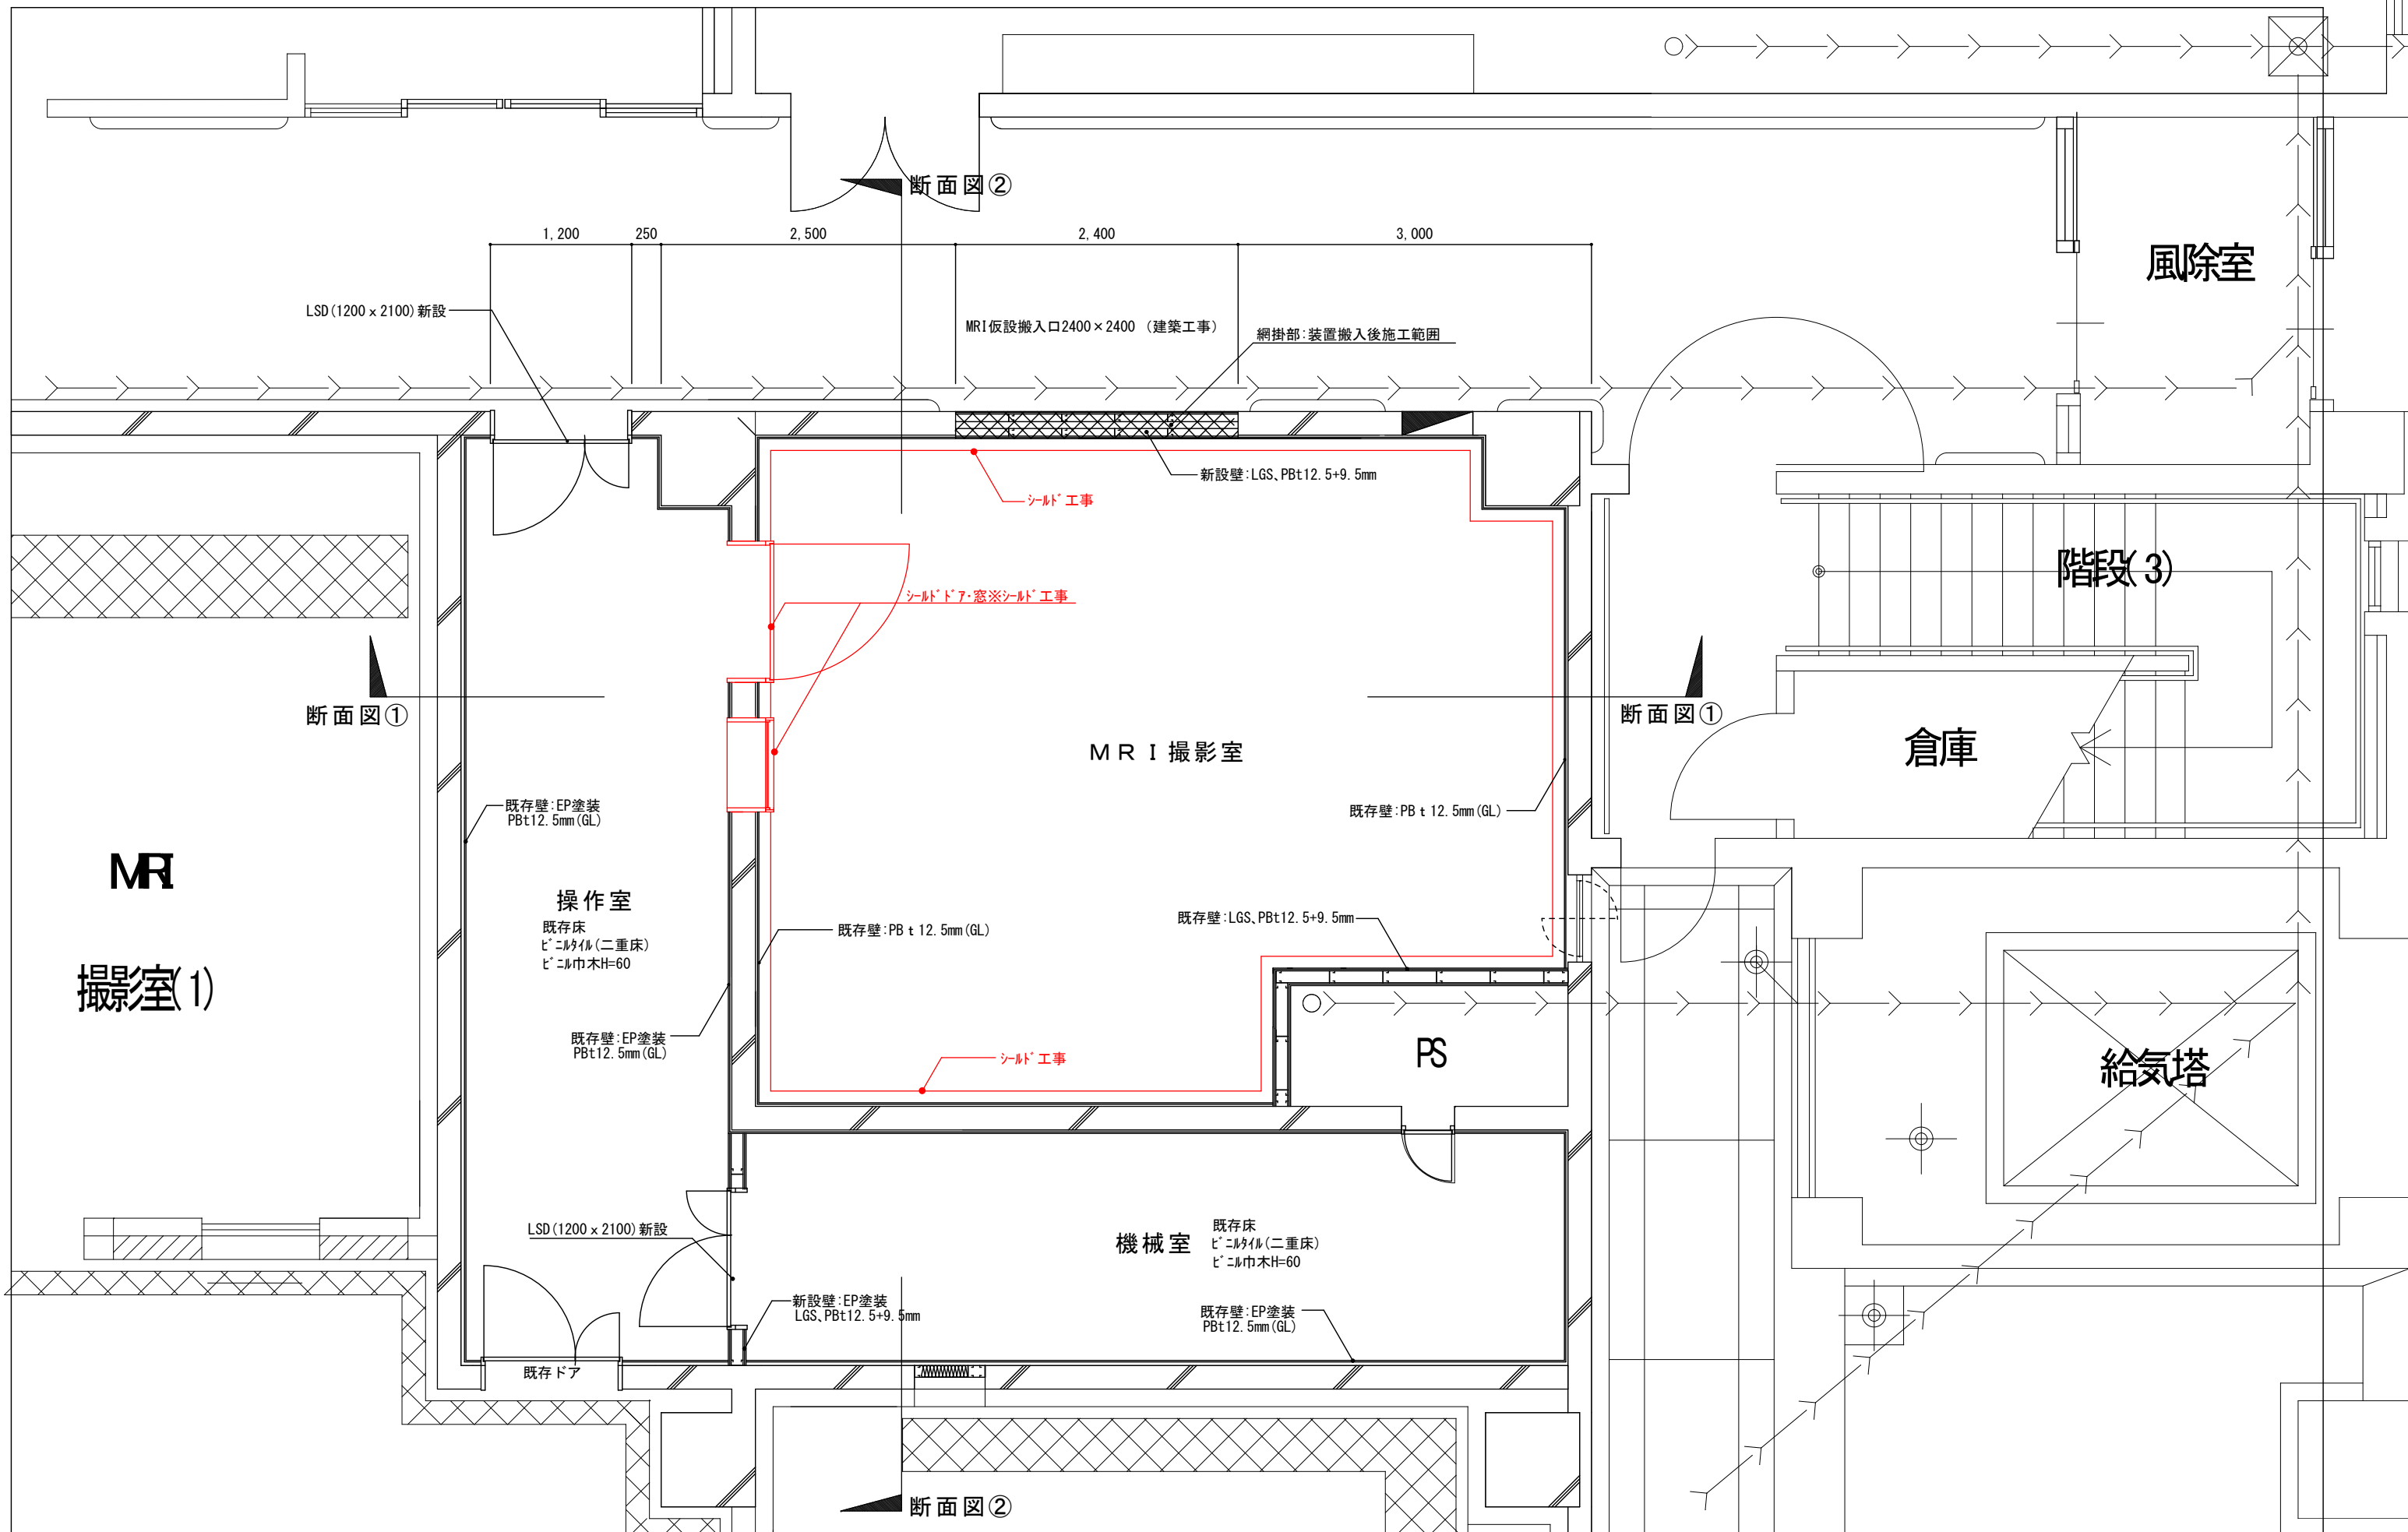 断面図②
1,200
250
2,500
2,400
3,000
風除室
LSD(1200 x 2100)新設
MRI仮設搬入口2400×2400 (建築工事)
網掛部:装置搬入後施工範囲
新設壁:LGS、PBt12.5+9.5mm
ｼｰﾙﾄﾞ工事
階段(3)
ｼｰﾙﾄﾞﾄﾞｱ・窓※ｼｰﾙﾄﾞ工事
断面図①
断面図①
ＭＲＩ撮影室
倉庫
既存壁:EP塗装
PBt12.5mm(GL)
既存壁:PB t 12.5mm(GL)
MRI
撮影室(1)
操作室
既存床
ﾋﾞﾆﾙﾀｲﾙ(二重床)
ﾋﾞﾆﾙ巾木H=60
既存壁:PB t 12.5mm(GL)
既存壁:LGS、PBt12.5+9.5mm
既存壁:EP塗装
PBt12.5mm(GL)
ｼｰﾙﾄﾞ工事
PS
給気塔
LSD(1200 x 2100)新設
機械室
既存床
ﾋﾞﾆﾙﾀｲﾙ(二重床)
ﾋﾞﾆﾙ巾木H=60
新設壁:EP塗装
LGS、PBt12.5+9.5mm
既存壁:EP塗装
PBt12.5mm(GL)
既存ドア
断面図②